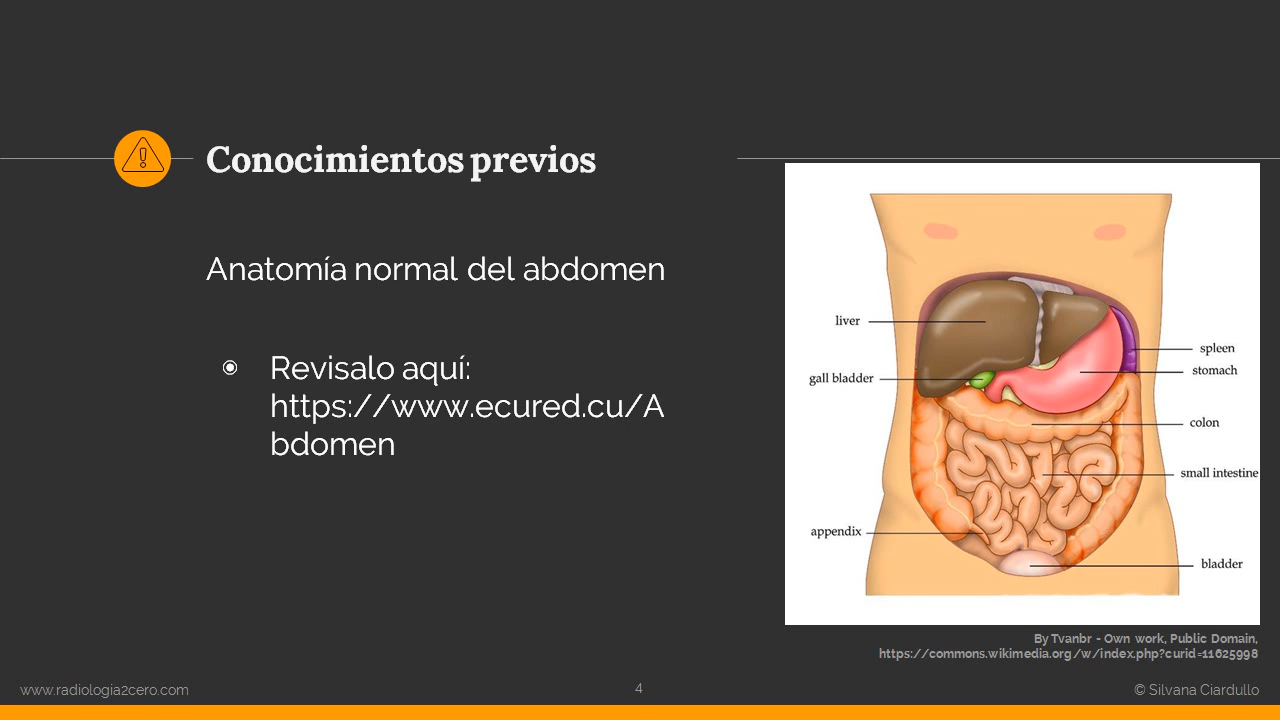 Conocimientos previos
Anatomía normal del abdomen
Revisalo aquí:
https://www.ecured.cu/A
bdomen
liver
gall bladder
appendix
spleen
stomach
colon
small intestine
bladder
By Tvanbr - Own work, Public Domain,
https://commons.wikimedia.org/w/index.php?curid=11625998
www.radiologia2cero.com
4
© Silvana Ciardullo